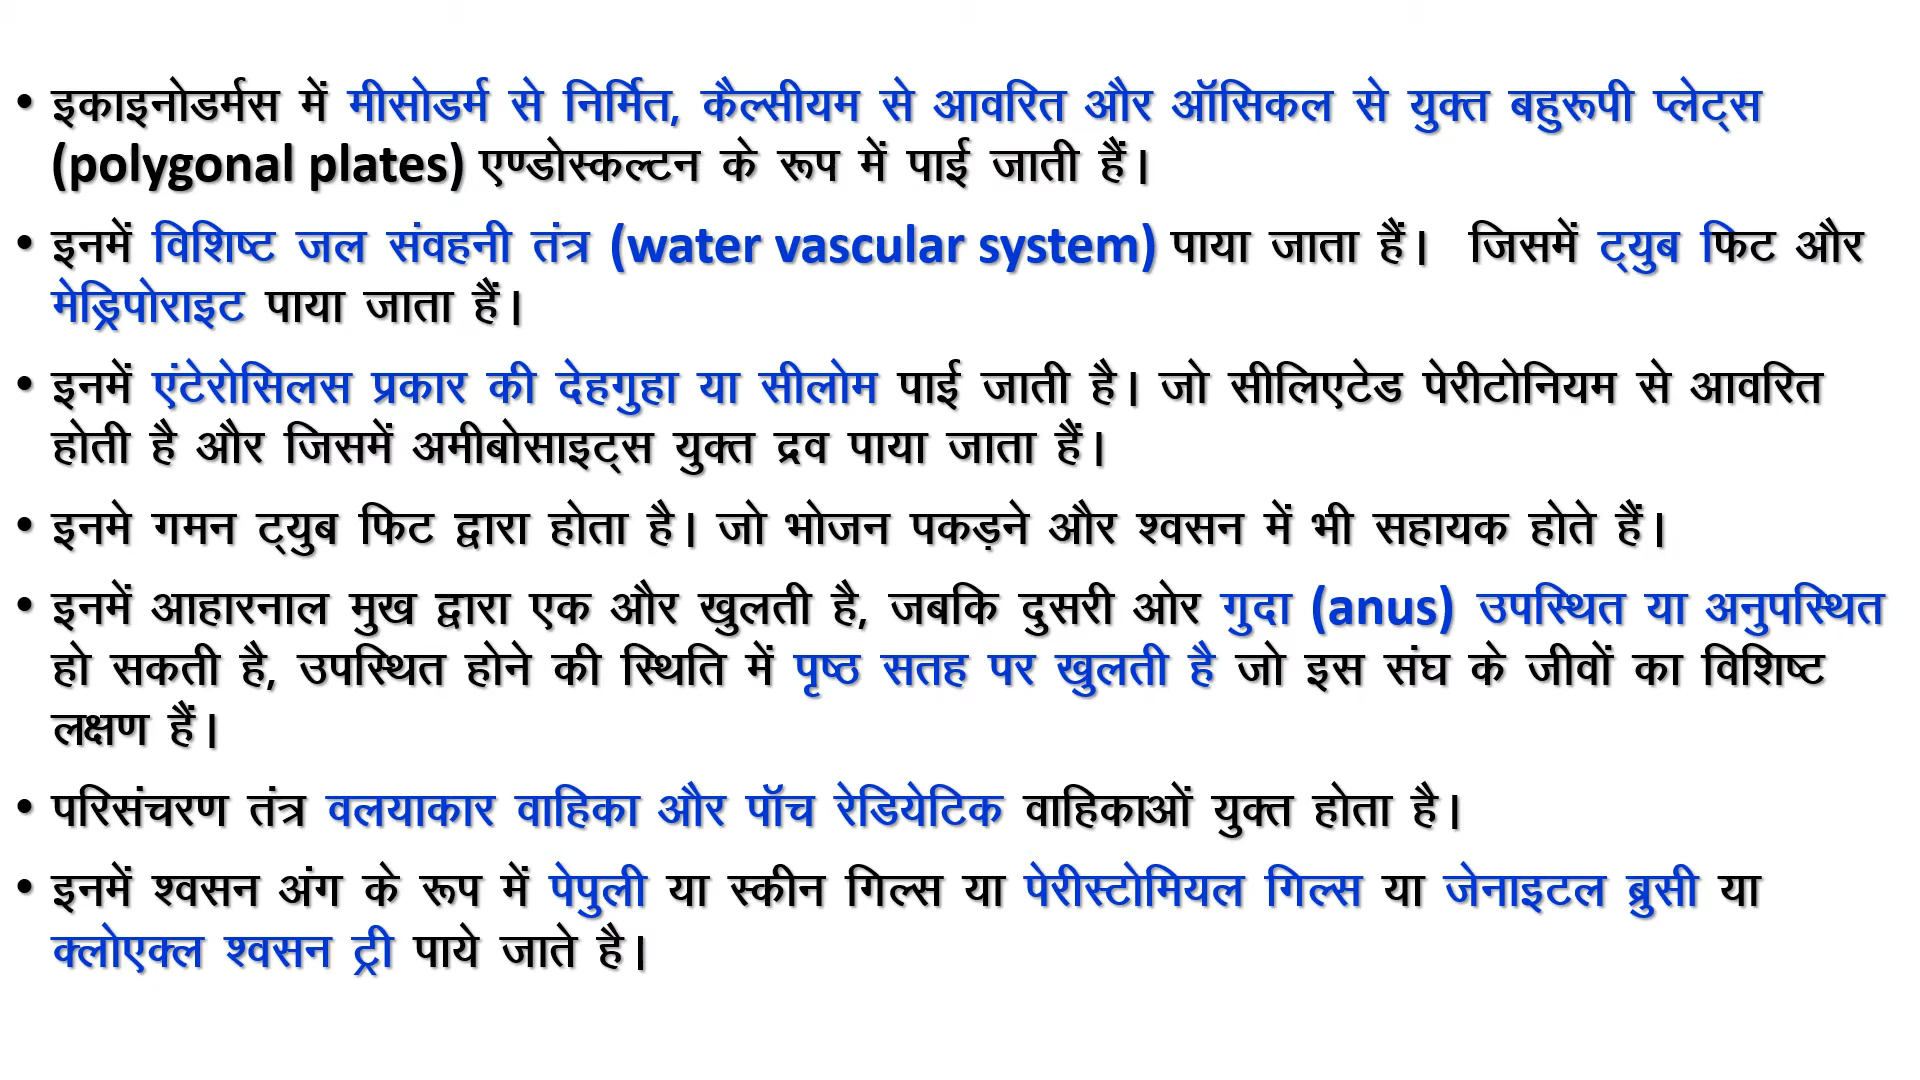 • इकाइनोडर्मस में मीसोडर्म से निर्मित, कैल्सीयम से आवरित और ऑसिकल से युक्त बहुरूपी प्लेट्स
(polygonal plates) एण्डोस्कल्टन के रूप में पाई जाती हैं।
• इनमें विशिष्ट जल संवहनी तंत्र (water vascular system) पाया जाता हैं। जिसमें ट्युब फिट और
मेड्रिपोराइट पाया जाता हैं।
• इनमें एंटेरोसिलस प्रकार की देहगुहा या सीलोम पाई जाती है। जो सीलिएटेड पेरीटोनियम से आवरित
होती है और जिसमें अमीबोसाइट्स युक्त द्रव पाया जाता हैं।
• इनमे गमन ट्युब फिट द्वारा होता है। जो भोजन पकड़ने और श्वसन में भी सहायक होते हैं।
• इनमें आहारनाल मुख द्वारा एक और खुलती है, जबकि दुसरी ओर गुदा (anus) उपस्थित या अनुपस्थित
हो सकती है, उपस्थित होने की स्थिति में पृष्ठ सतह पर खुलती है जो इस संघ के जीवों का विशिष्ट
लक्षण हैं।
• परिसंचरण तंत्र वलयाकार वाहिका और पॉच रेडियेटिक वाहिकाओं युक्त होता है।
• इनमें श्वसन अंग के रूप में पेपुली या स्कीन गिल्स या पेरीस्टोमियल गिल्स या जेनाइटल ब्रुसी या
क्लोएक्ल श्वसन ट्री पाये जाते है।